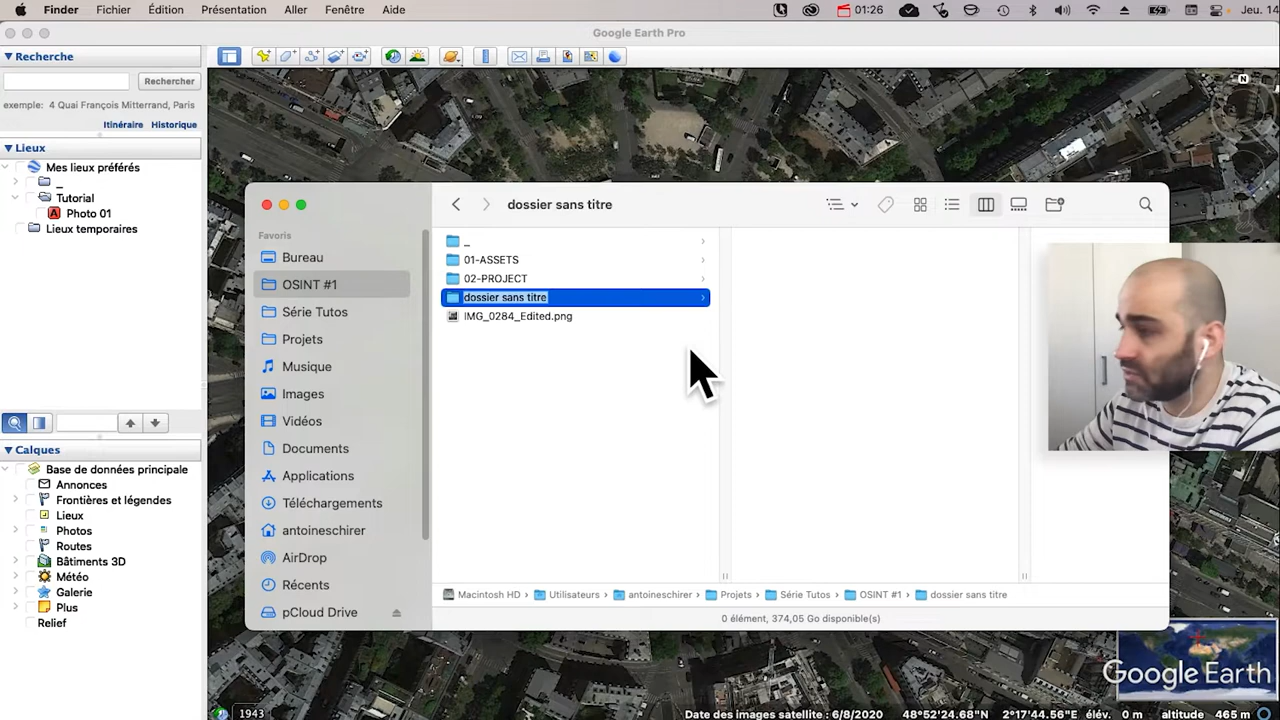 Finder Fichier Édition Présentation Aller Fenêtre Aide 01:26 Jeu. 14
Google Earth Pro
Recherche
Rechercher
exemple: 4 Quai François Mitterrand, Paris
Itinéraire Historique
Lieux
Mes lieux préférés
_
Tutorial
Photo 01
Lieux temporaires
Calques
Base de données principale
Annonces
Frontières et légendes
Lieux
Photos
Routes
Bâtiments 3D
Météo
Galerie
Plus
Relief
N
dossier sans titre
Favoris
Bureau
OSINT #1
Série Tutos
Projets
Musique
Images
Vidéos
Documents
Applications
Téléchargements
antoineschirer
AirDrop
Récents
pCloud Drive
_
01-ASSETS
02-PROJECT
dossier sans titre
IMG_0284_Edited.png
Macintosh HD › Utilisateurs › antoineschirer › Projets › Série Tutos › OSINT #1 › dossier sans titre
0 élément, 374,05 Go disponible(s)
Google Earth
1943
Date des images satellite : 6/8/2020 48°52'24.68"N 2°17'44.56"E élév. 0 m altitude 465 m